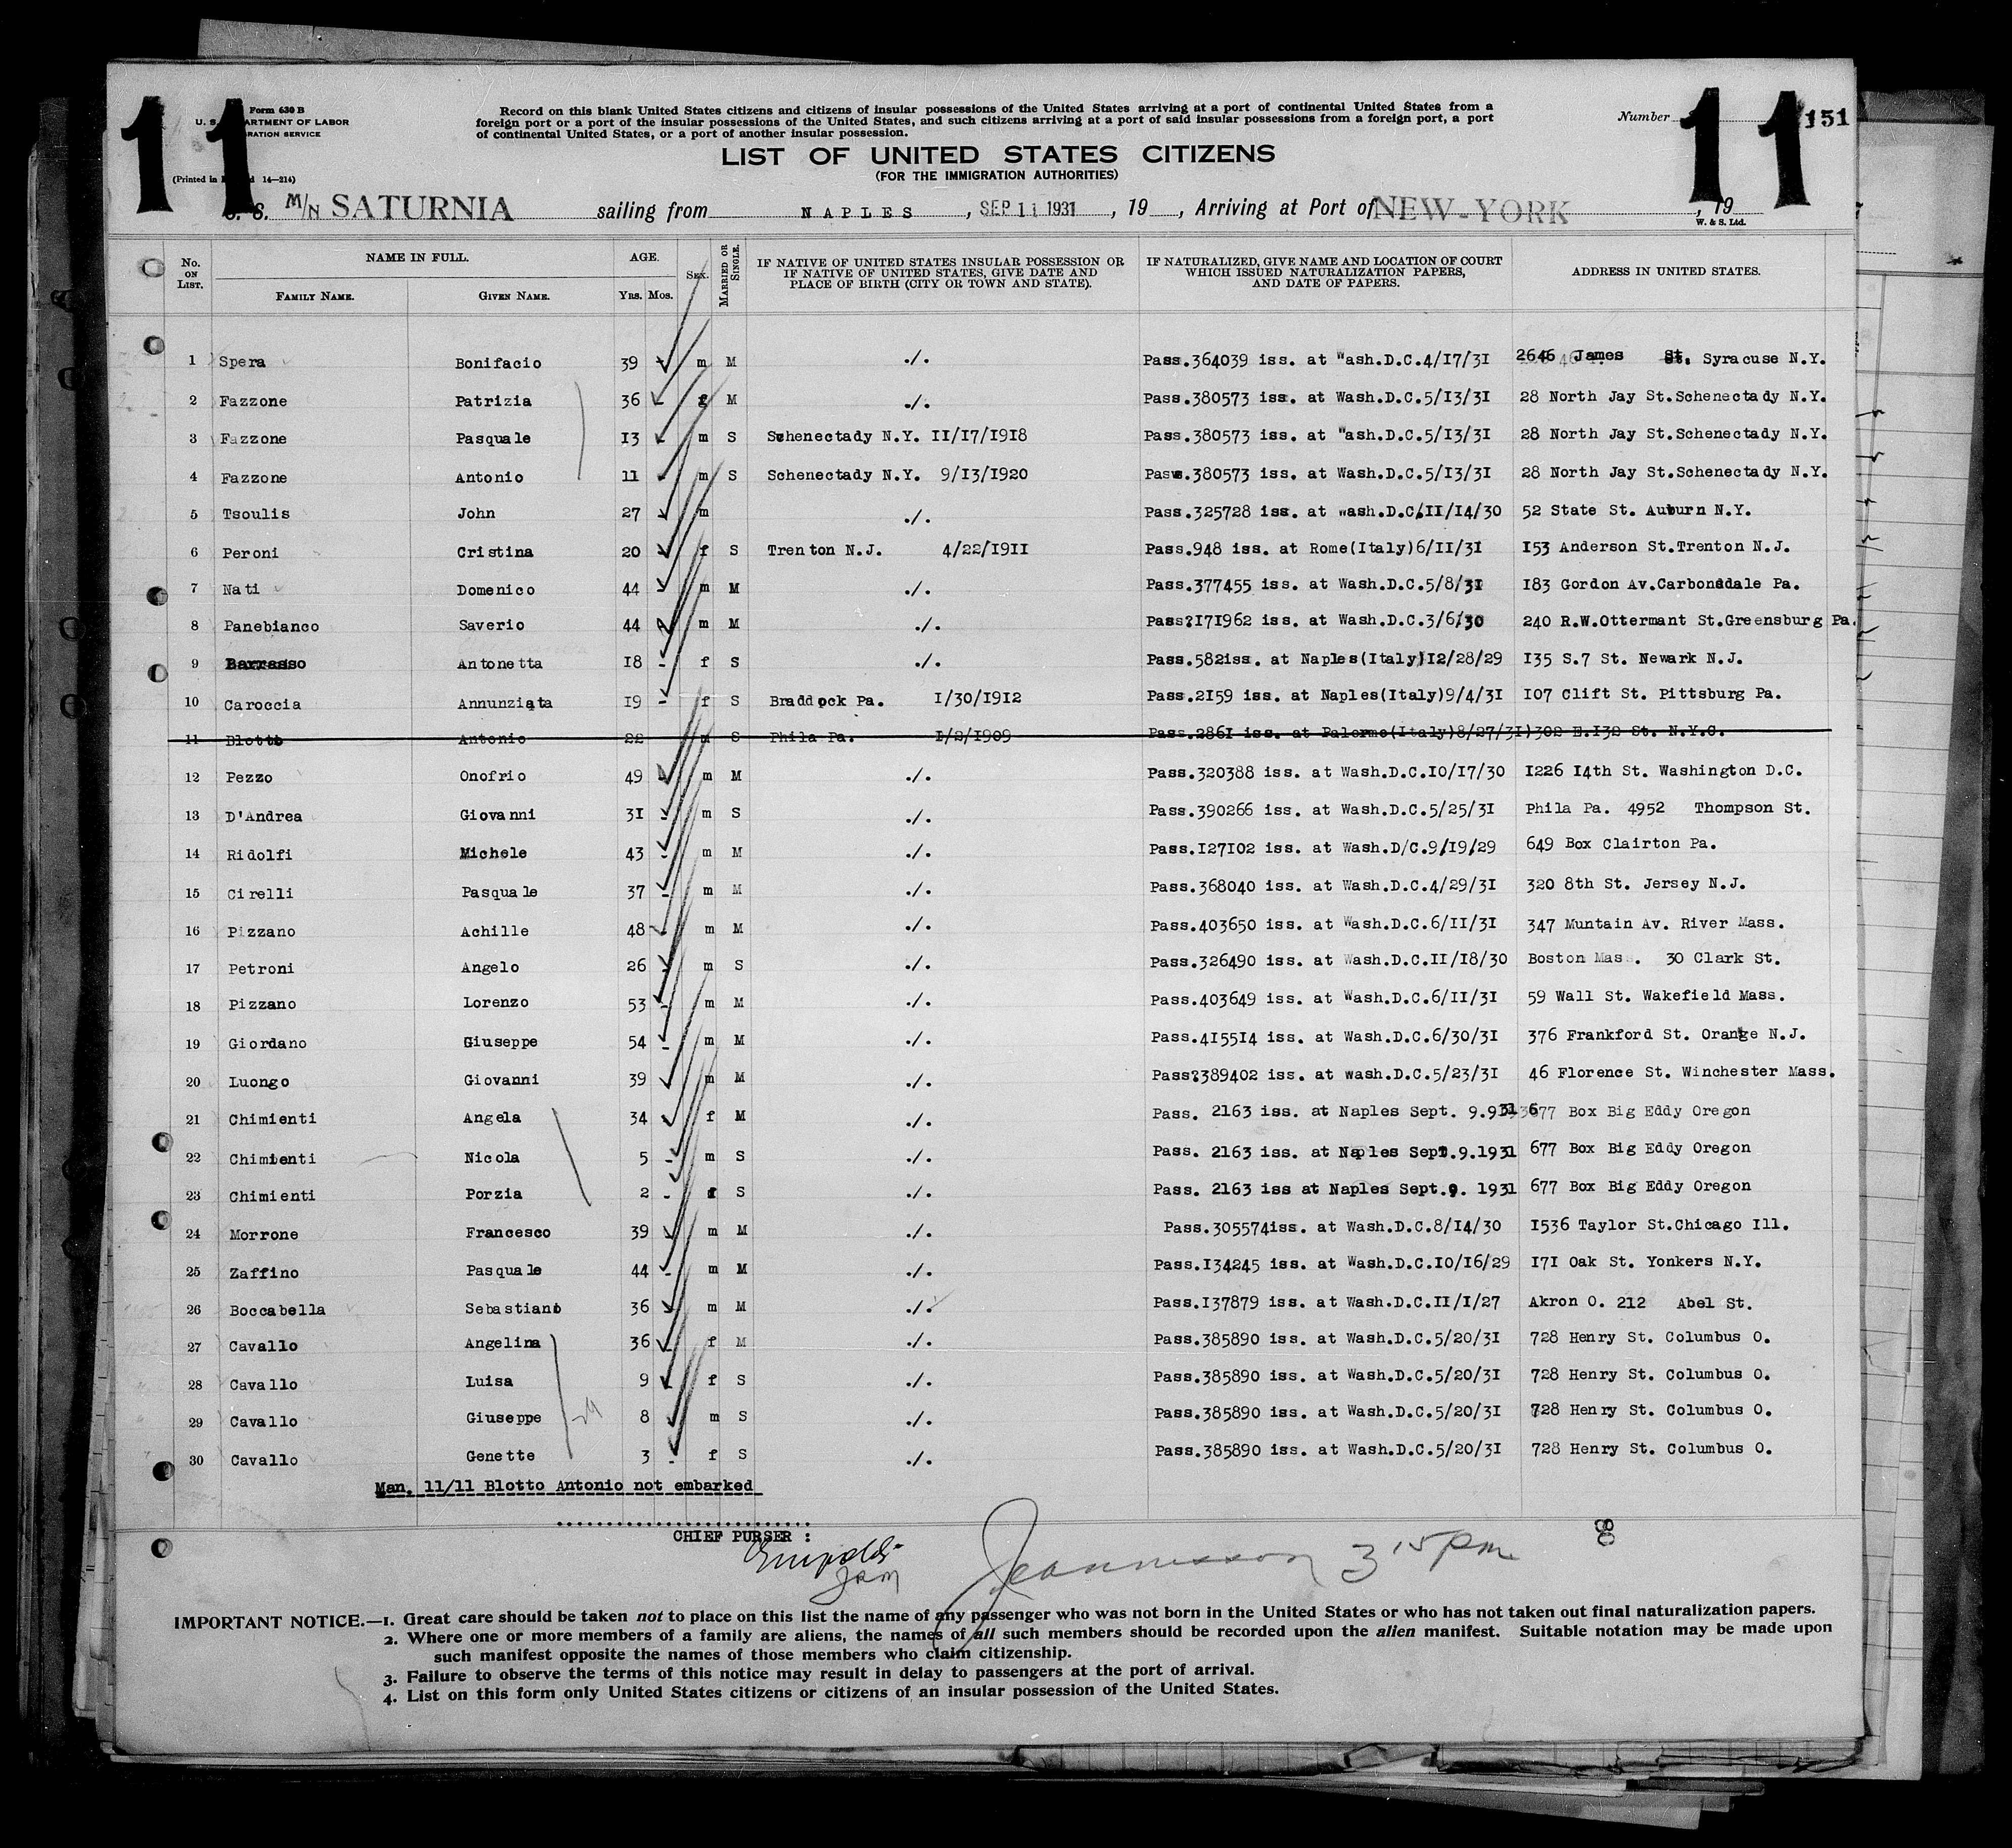 11
Form 630 B
U. S. DEPARTMENT OF LABOR
IMMIGRATION SERVICE
(Printed in 14—214)
Record on this blank United States citizens and citizens of insular possessions of the United States arriving at a port of continental United States from a
foreign port or a port of the insular possessions of the United States, and such citizens arriving at a port of said insular possessions from a foreign port, a port
of continental United States, or a port of another insular possession.
Number 11 151
LIST OF UNITED STATES CITIZENS
(FOR THE IMMIGRATION AUTHORITIES)
S. S. M/N SATURNIA sailing from NAPLES, SEP 11 1931, 19 , Arriving at Port of NEW-YORK, 19
W. & S. Ltd.
No. ON LIST. NAME IN FULL. AGE. SEX. MARRIED OR SINGLE. IF NATIVE OF UNITED STATES INSULAR POSSESSION OR IF NATIVE OF UNITED STATES, GIVE DATE AND PLACE OF BIRTH (CITY OR TOWN AND STATE). IF NATURALIZED, GIVE NAME AND LOCATION OF COURT WHICH ISSUED NATURALIZATION PAPERS, AND DATE OF PAPERS. ADDRESS IN UNITED STATES.
FAMILY NAME. GIVEN NAME. YRS. MOS.
1 Spera Bonifacio 39 m M ./. Pass.364039 iss. at Wash.D.C.4/17/31 2646 James St. Syracuse N.Y.
2 Fazzone Patrizia 36 - f M ./. Pass.380573 iss. at Wash.D.C.5/13/31 28 North Jay St.Schenectady N.Y.
3 Fazzone Pasquale 13 - m S Schenectady N.Y. 11/17/1918 Pass.380573 iss. at Wash.D.C.5/13/31 28 North Jay St.Schenectady N.Y.
4 Fazzone Antonio 11 - m S Schenectady N.Y. 9/13/1920 Pass.380573 iss. at Wash.D.C.5/13/31 28 North Jay St.Schenectady N.Y.
5 Tsoulis John 27 - m ./. Pass.325728 iss. at wash.D.C.11/14/30 52 State St. Auburn N.Y.
6 Peroni Cristina 20 - f S Trenton N.J. 4/22/1911 Pass.948 iss. at Rome(Italy)6/11/31 153 Anderson St.Trenton N.J.
7 Nati Domenico 44 - m M ./. Pass.377455 iss. at Wash.D.C.5/8/31 183 Gordon Av.Carbondale Pa.
8 Panebianco Saverio 44 m M ./. Pass?171962 iss. at Wash.D.C.3/6/30 240 R.W.Ottermant St.Greensburg Pa.
9 Barrasso Antonetta 18 - f S ./. Pass.582iss. at Naples(Italy)12/28/29 135 S.7 St. Newark N.J.
10 Caroccia Annunziata 19 - f S Braddock Pa. 1/30/1912 Pass.2159 iss. at Naples(Italy)9/4/31 107 Clift St. Pittsburg Pa.
11 Blotto Antonio 22 m S Phila Pa. 1/2/1909 Pass.2861 iss. at Palermo(Italy)8/27/31)302 E.132 St. N.Y.C.
12 Pezzo Onofrio 49 m M ./. Pass.320388 iss. at Wash.D.C.10/17/30 1226 14th St. Washington D.C.
13 D'Andrea Giovanni 31 - m S ./. Pass.390266 iss. at Wash.D.C.5/25/31 Phila Pa. 4952 Thompson St.
14 Ridolfi Michele 43 - m M ./. Pass.127102 iss. at Wash.D/C.9/19/29 649 Box Clairton Pa.
15 Cirelli Pasquale 37 - m M ./. Pass.368040 iss. at Wash.D.C.4/29/31 320 8th St. Jersey N.J.
16 Pizzano Achille 48 - m M ./. Pass.403650 iss. at Wash.D.C.6/11/31 347 Muntain Av. River Mass.
17 Petroni Angelo 26 - m S ./. Pass.326490 iss. at Wash.D.C.11/18/30 Boston Mass. 30 Clark St.
18 Pizzano Lorenzo 53 - m M ./. Pass.403649 iss. at Wash.D.C.6/11/31 59 Wall St. Wakefield Mass.
19 Giordano Giuseppe 54 - m M ./. Pass.415514 iss. at Wash.D.C.6/30/31 376 Frankford St. Orange N.J.
20 Luongo Giovanni 39 m M ./. Pass?389402 iss. at wash.D.C.5/23/31 46 Florence St. Winchester Mass.
21 Chimienti Angela 34 - f M ./. Pass. 2163 iss. at Naples Sept. 9.931 677 Box Big Eddy Oregon
22 Chimienti Nicola 5 - m S ./. Pass. 2163 iss. at Naples Sept.9.1931 677 Box Big Eddy Oregon
23 Chimienti Porzia 2 - f S ./. Pass. 2163 iss at Naples Sept.9. 1931 677 Box Big Eddy Oregon
24 Morrone Francesco 39 - m M ./. Pass.305574iss. at Wash.D.C.8/14/30 1536 Taylor St.Chicago Ill.
25 Zaffino Pasquale 44 - m M ./. Pass.134245 iss. at Wash.D.C.10/16/29 171 Oak St. Yonkers N.Y.
26 Boccabella Sebastiano 36 - m M ./. Pass.137879 iss. at Wash.D.C.11/1/27 Akron O. 212 Abel St.
27 Cavallo Angelina 36 - f M ./. Pass.385890 iss. at Wash.D.C.5/20/31 728 Henry St. Columbus O.
28 Cavallo Luisa 9 - f S ./. Pass.385890 iss. at Wash.D.C.5/20/31 728 Henry St. Columbus O.
29 Cavallo Giuseppe 8 - m S ./. Pass.385890 iss. at Wash.D.C.5/20/31 728 Henry St. Columbus O.
30 Cavallo Genette 3 - f S ./. Pass.385890 iss. at Wash.D.C.5/20/31 728 Henry St. Columbus O.
Man. 11/11 Blotto Antonio not embarked
CHIEF PURSER :
3 15 Pm
IMPORTANT NOTICE.—1. Great care should be taken not to place on this list the name of any passenger who was not born in the United States or who has not taken out final naturalization papers.
2. Where one or more members of a family are aliens, the names of all such members should be recorded upon the alien manifest. Suitable notation may be made upon
such manifest opposite the names of those members who claim citizenship.
3. Failure to observe the terms of this notice may result in delay to passengers at the port of arrival.
4. List on this form only United States citizens or citizens of an insular possession of the United States.